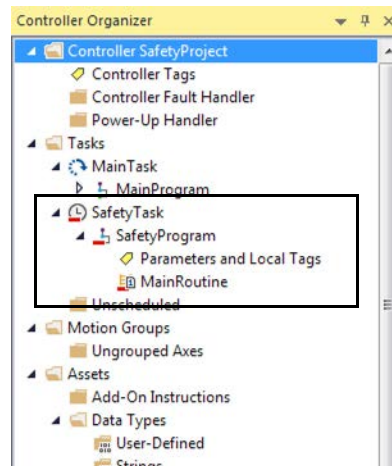 Controller Organizer
Controller SafetyProject
Controller Tags
Controller Fault Handler
Power-Up Handler
Tasks
MainTask
MainProgram
SafetyTask
SafetyProgram
Parameters and Local Tags
MainRoutine
Unscheduled
Motion Groups
Ungrouped Axes
Assets
Add-On Instructions
Data Types
User-Defined
Strings